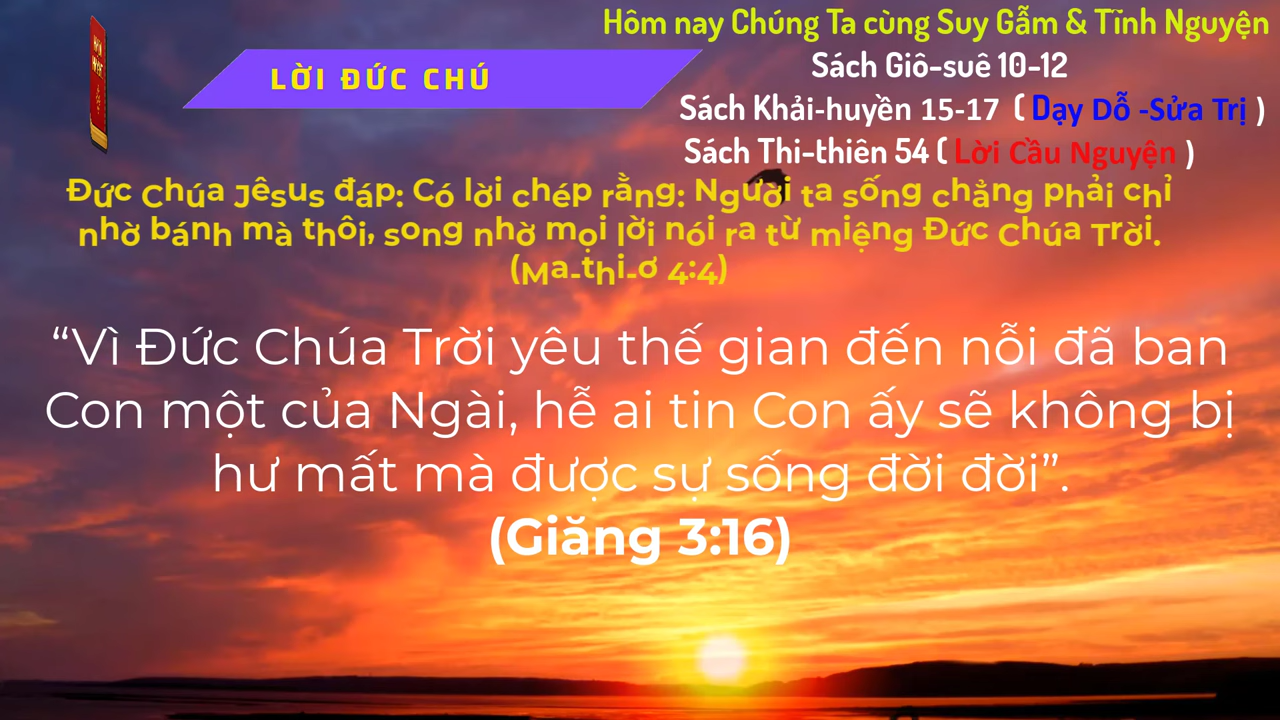 Hôm nay Chúng Ta cùng Suy Gẫm & Tĩnh Nguyện
LỜI ĐỨC CHÚ
Sách Giô-suê 10-12
Sách Khải-huyền 15-17 ( Dạy Dỗ -Sửa Trị )
Sách Thi-thiên 54 ( Lời Cầu Nguyện )
Đức Chúa Jêsus đáp: Có lời chép rằng: Người ta sống chẳng phải chỉ
nhờ bánh mà thôi, song nhờ mọi lời nói ra từ miệng Đức Chúa Trời.
(Ma-thi-ơ 4:4)
“Vì Đức Chúa Trời yêu thế gian đến nỗi đã ban
Con một của Ngài, hễ ai tin Con ấy sẽ không bị
hư mất mà được sự sống đời đời”.
(Giăng 3:16)